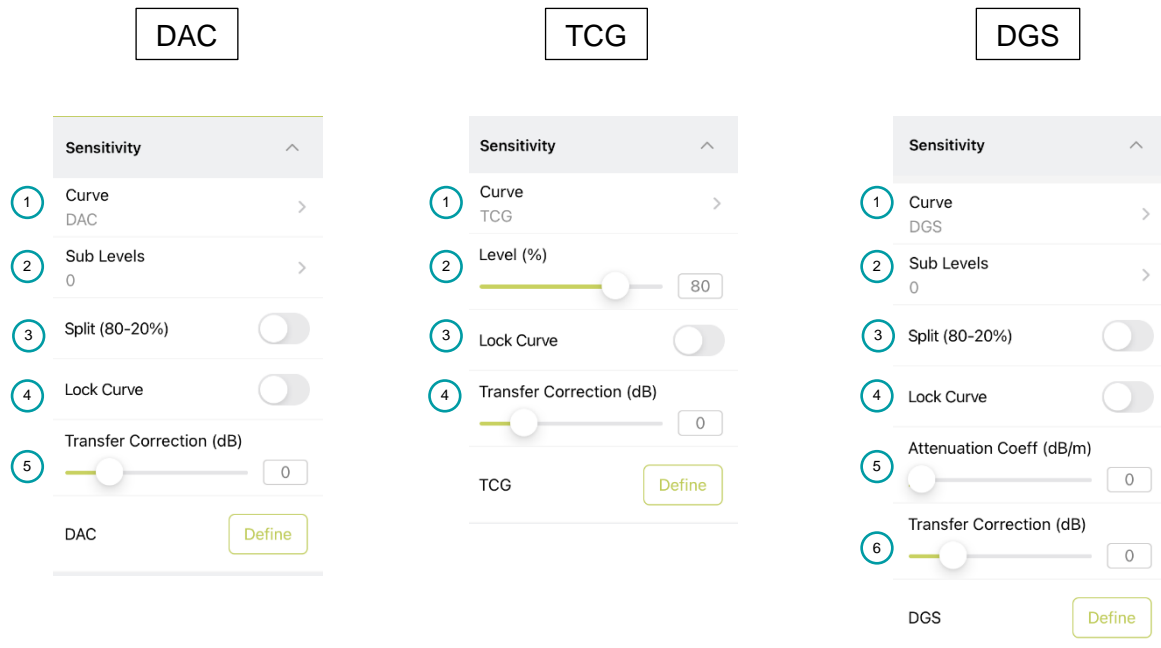 DAC
Sensitivity
1
Curve
DAC
2
Sub Levels
0
3
Split (80-20%)
4
Lock Curve
5
Transfer Correction (dB)
0
DAC
Define
TCG
Sensitivity
1
Curve
TCG
2
Level (%)
80
3
Lock Curve
4
Transfer Correction (dB)
0
TCG
Define
DGS
Sensitivity
1
Curve
DGS
2
Sub Levels
0
3
Split (80-20%)
4
Lock Curve
5
Attenuation Coeff (dB/m)
0
6
Transfer Correction (dB)
0
DGS
Define